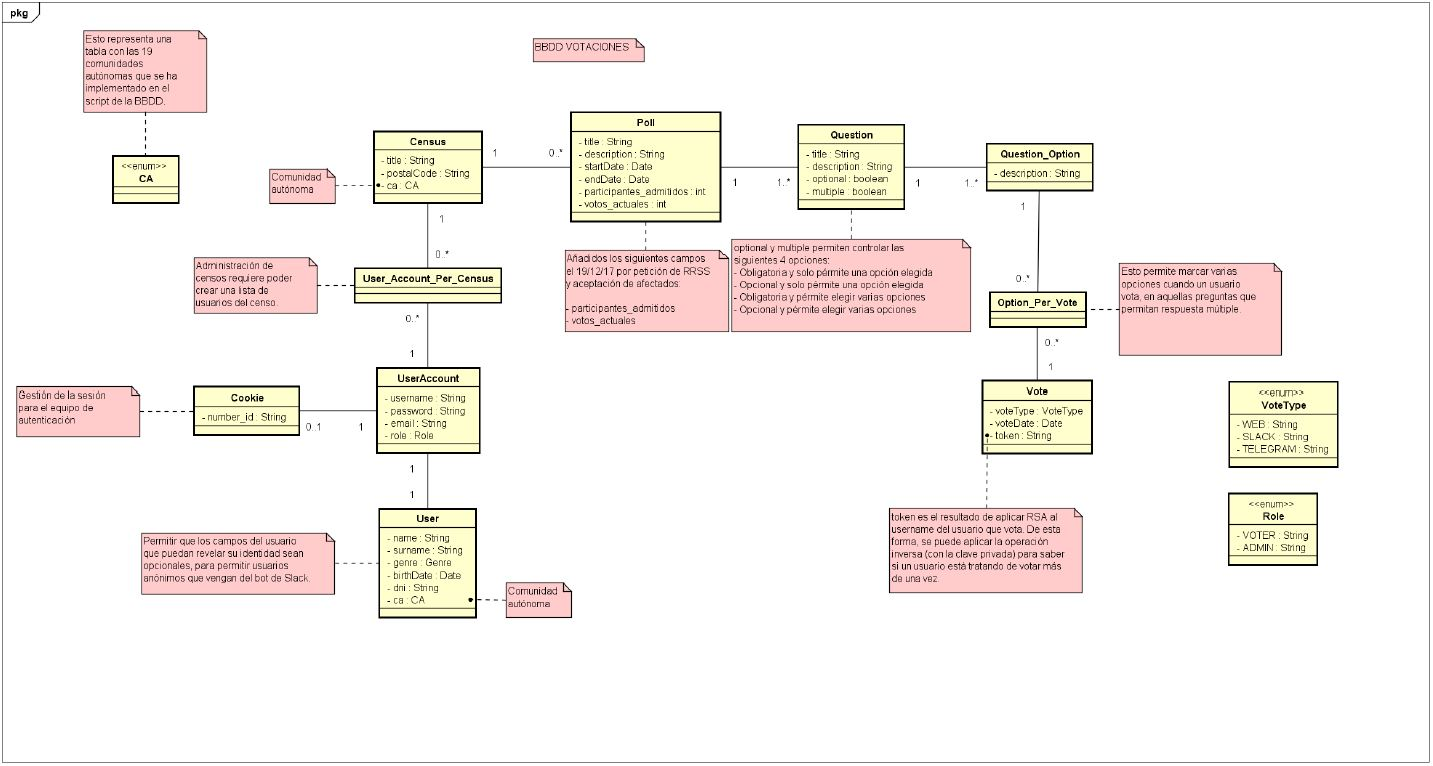 pkg
Esto representa una
tabla con las 19
comunidades
autónomas que se ha
implementado en el
script de la BBDD.
BBDD VOTACIONES
<<enum>>
CA
Comunidad
autónoma
Census
- title : String
- postalCode : String
- ca : CA
1
0..*
Poll
- title : String
- description : String
- startDate : Date
- endDate : Date
- participantes_admitidos : int
- votos_actuales : int
1
1..*
Question
- title : String
- description : String
- optional : boolean
- multiple : boolean
1
1..*
Question_Option
- description : String
1
0..*
1
0..*
Administración de
censos requiere poder
crear una lista de
usuarios del censo.
User_Account_Per_Census
0..*
1
Añadidos los siguientes campos
el 19/12/17 por petición de RRSS
y aceptación de afectados:
- participantes_admitidos
- votos_actuales
optional y multiple permiten controlar las
siguientes 4 opciones:
- Obligatoria y solo pérmite una opción elegida
- Opcional y solo pérmite una opción elegida
- Obligatoria y pérmite elegir varias opciones
- Opcional y pérmite elegir varias opciones
Option_Per_Vote
0..*
1
Esto permite marcar varias
opciones cuando un usuario
vota, en aquellas preguntas que
permitan respuesta múltiple.
Gestión de la sesión
para el equipo de
autenticación
Cookie
- number_id : String
0..1
1
UserAccount
- username : String
- password : String
- email : String
- role : Role
1
1
Vote
- voteType : VoteType
- voteDate : Date
- token : String
<<enum>>
VoteType
- WEB : String
- SLACK : String
- TELEGRAM : String
<<enum>>
Role
- VOTER : String
- ADMIN : String
Permitir que los campos del usuario
que puedan revelar su identidad sean
opcionales, para permitir usuarios
anónimos que vengan del bot de Slack.
User
- name : String
- surname : String
- genre : Genre
- birthDate : Date
- dni : String
- ca : CA
Comunidad
autónoma
token es el resultado de aplicar RSA al
username del usuario que vota. De esta
forma, se puede aplicar la operación
inversa (con la clave privada) para saber
si un usuario está tratando de votar más
de una vez.